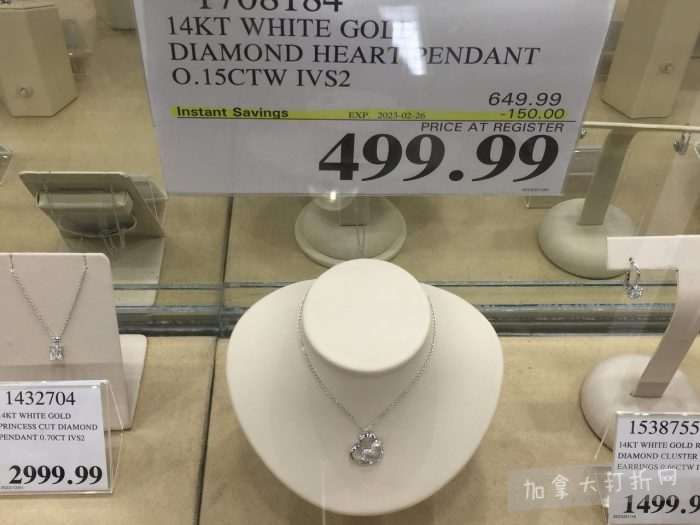 1708184
14KT WHITE GOLD
DIAMOND HEART PENDANT
0.15CTW IVS2
649.99
Instant Savings EXP. 2023-02-26 -150.00
PRICE AT REGISTER
499.99
1432704
14KT WHITE GOLD
PRINCESS CUT DIAMOND
PENDANT 0.70CT IVS2
2999.99
1538755
14KT WHITE GOLD R
DIAMOND CLUSTER
EARRINGS
1499.9
加拿大打折网